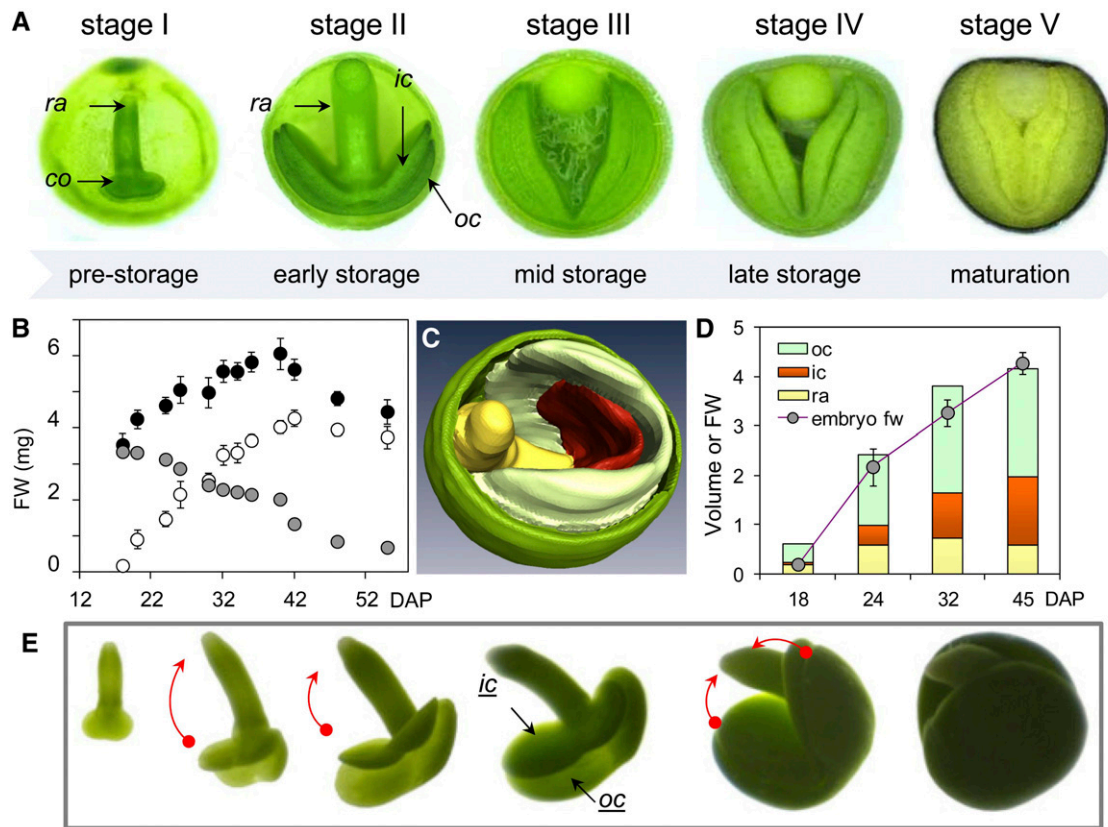 A
stage I
stage II
stage III
stage IV
stage V
ra
co
ra
ic
oc
pre-storage
early storage
mid storage
late storage
maturation
B
FW (mg)
6
4
2
0
12
22
32
42
52
DAP
C
D
Volume or FW
5
4
3
2
1
0
oc
ic
ra
embryo fw
18
24
32
45
DAP
E
ic
oc